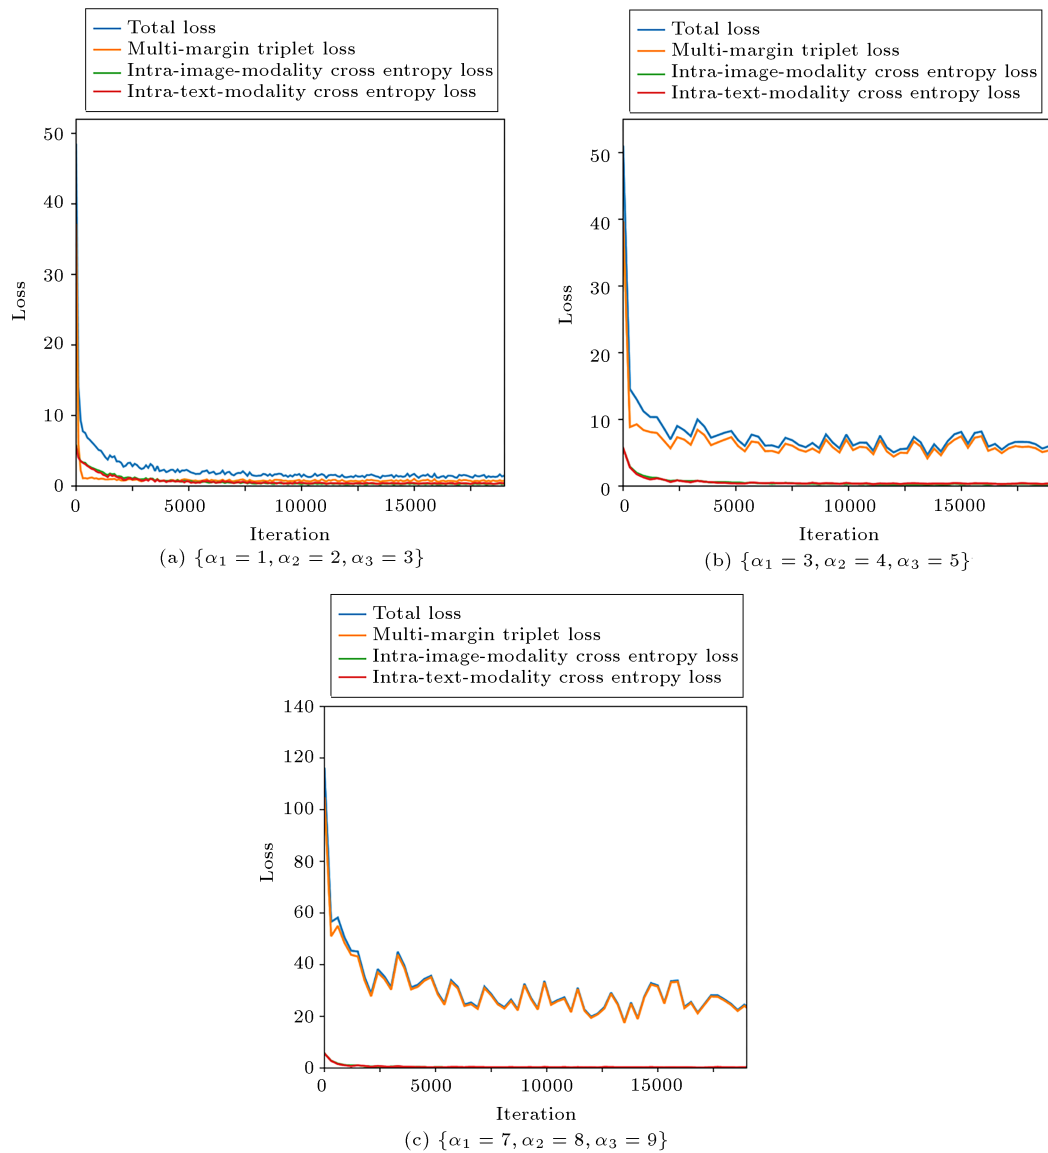 Total loss
Multi-margin triplet loss
Intra-image-modality cross entropy loss
Intra-text-modality cross entropy loss
50
40
30
20
10
0
Loss
0 5000 10000 15000
Iteration
(a) {α₁ = 1, α₂ = 2, α₃ = 3}
Total loss
Multi-margin triplet loss
Intra-image-modality cross entropy loss
Intra-text-modality cross entropy loss
50
40
30
20
10
0
Loss
0 5000 10000 15000
Iteration
(b) {α₁ = 3, α₂ = 4, α₃ = 5}
Total loss
Multi-margin triplet loss
Intra-image-modality cross entropy loss
Intra-text-modality cross entropy loss
140
120
100
80
60
40
20
0
Loss
0 5000 10000 15000
Iteration
(c) {α₁ = 7, α₂ = 8, α₃ = 9}